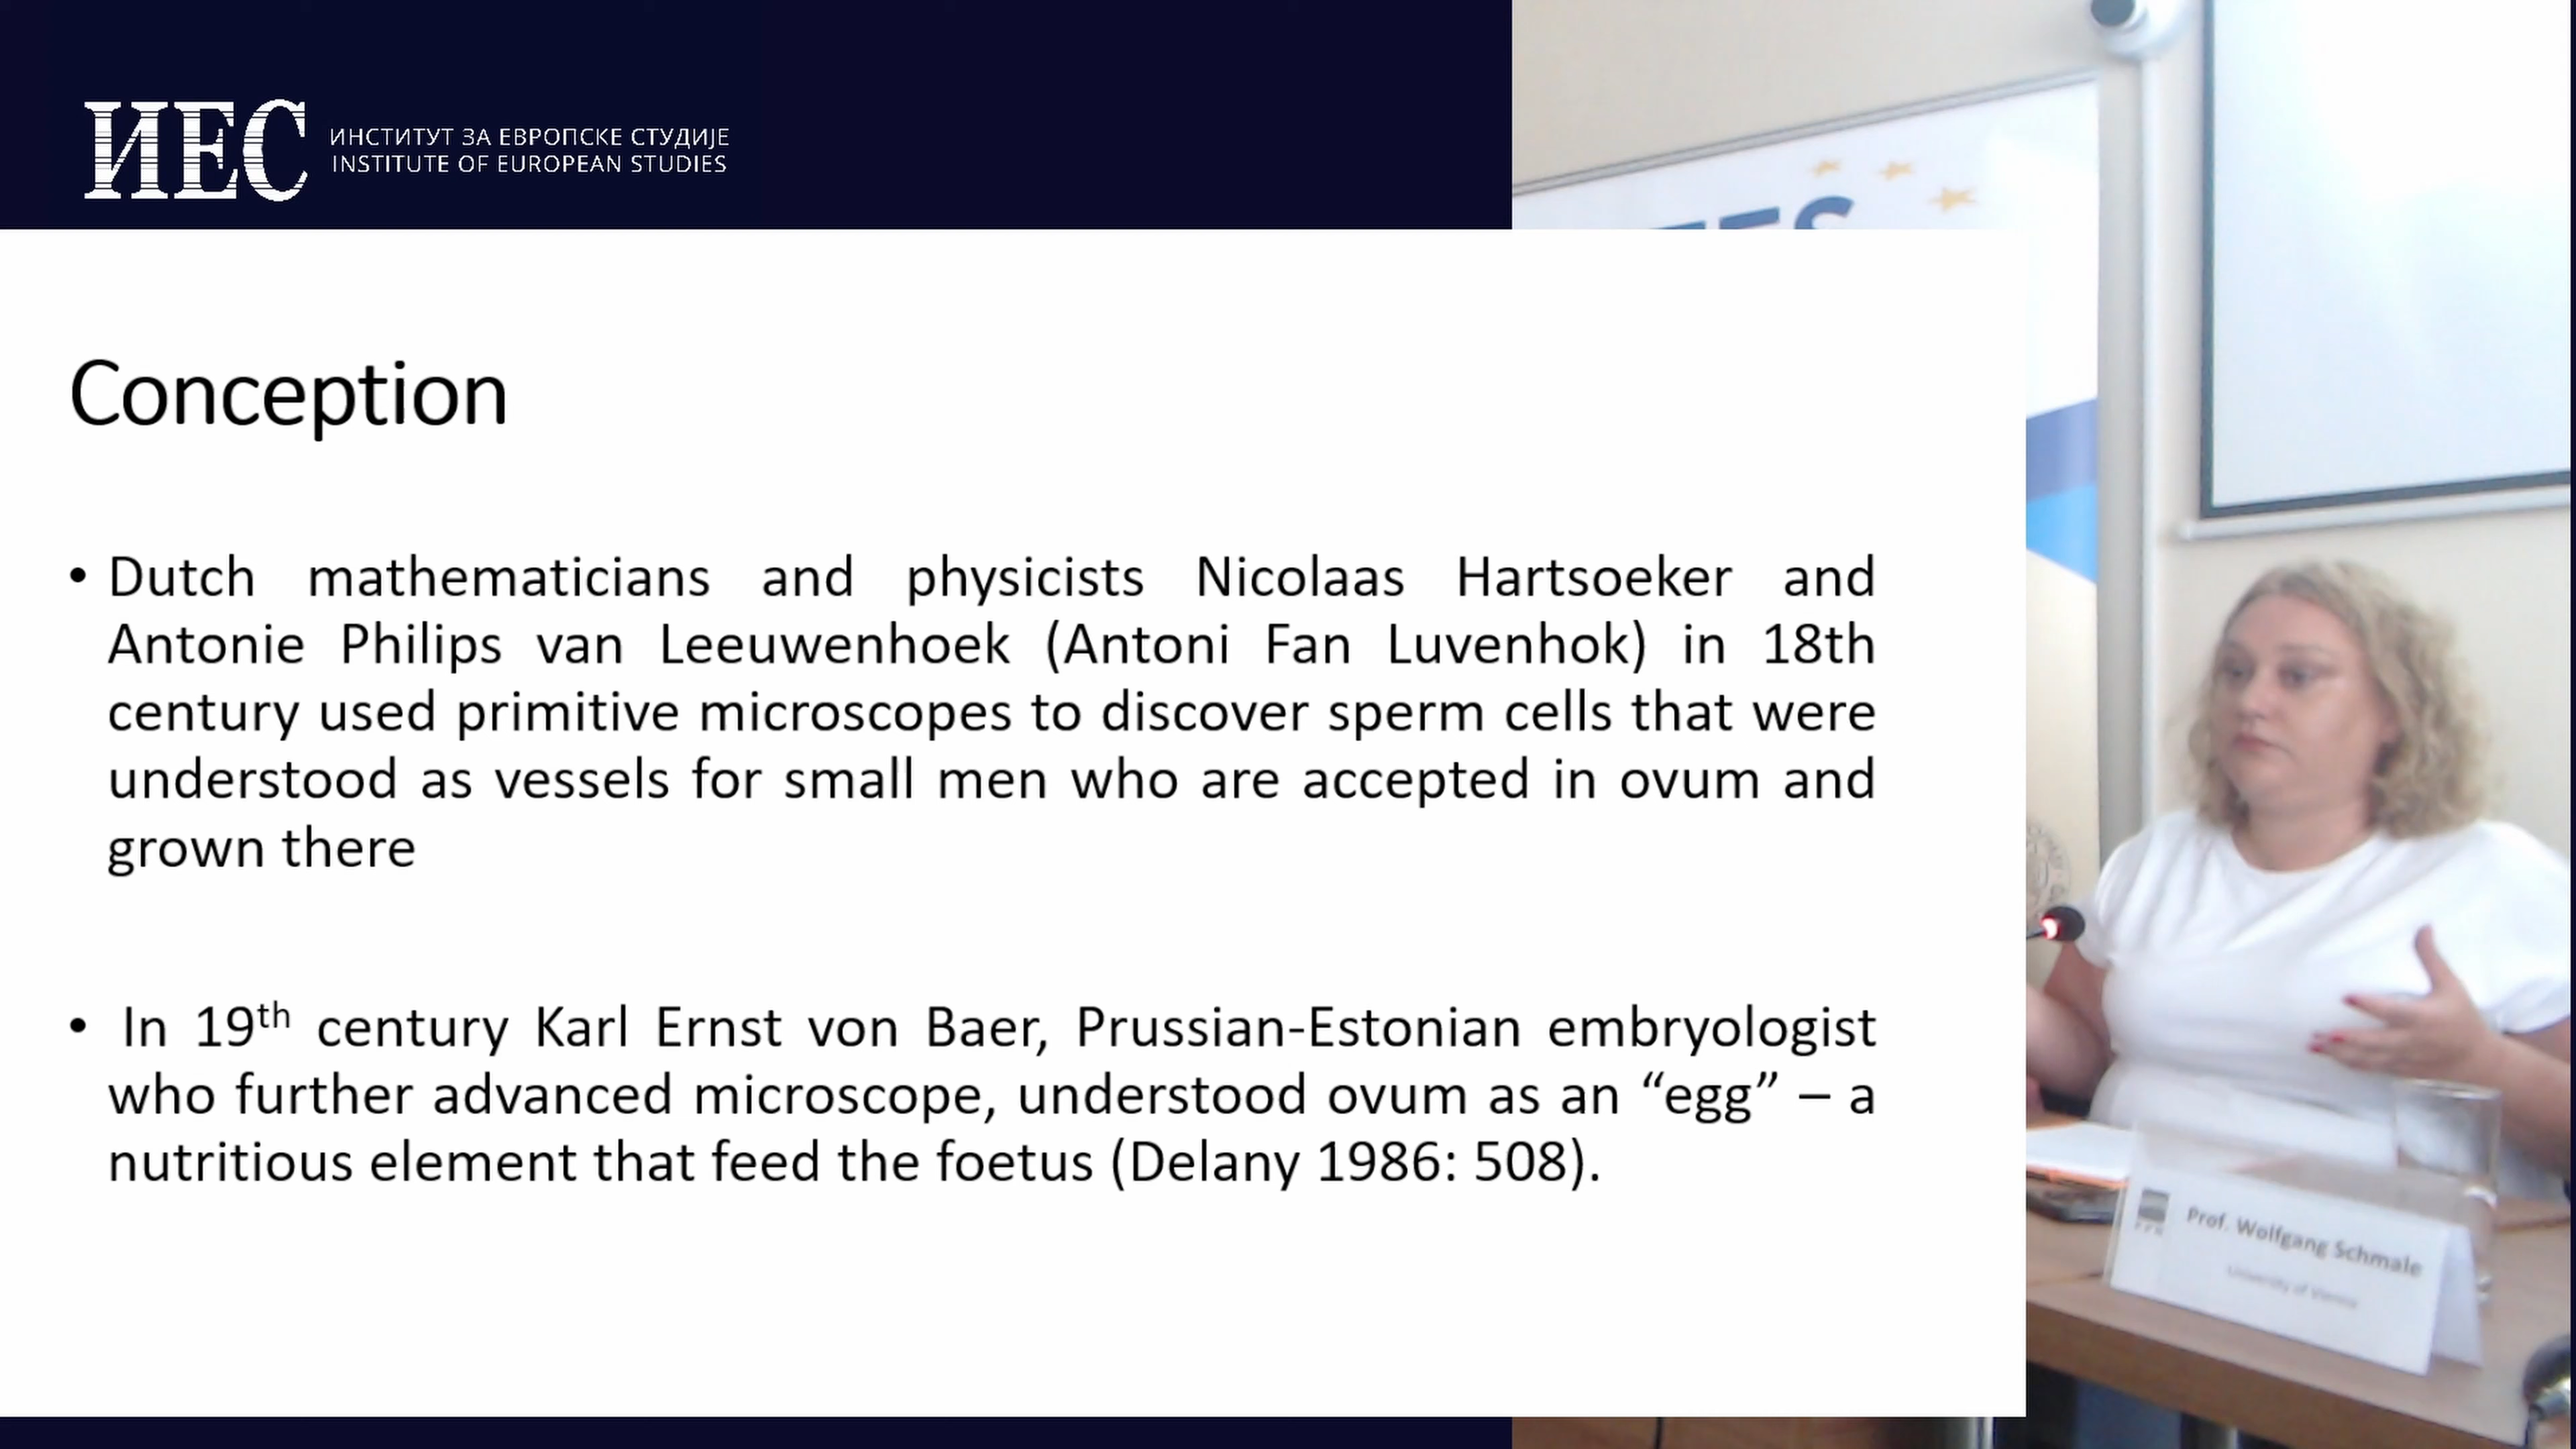 ИЕС
ИНСТИТУТ ЗА ЕВРОПСКЕ СТУДИЈЕ
INSTITUTE OF EUROPEAN STUDIES
Conception
• Dutch mathematicians and physicists Nicolaas Hartsoeker and
Antonie Philips van Leeuwenhoek (Antoni Fan Luvenhok) in 18th
century used primitive microscopes to discover sperm cells that were
understood as vessels for small men who are accepted in ovum and
grown there
• In 19th century Karl Ernst von Baer, Prussian-Estonian embryologist
who further advanced microscope, understood ovum as an “egg” – a
nutritious element that feed the foetus (Delany 1986: 508).
Prof. Wolfgang Schmale
University of Vienna